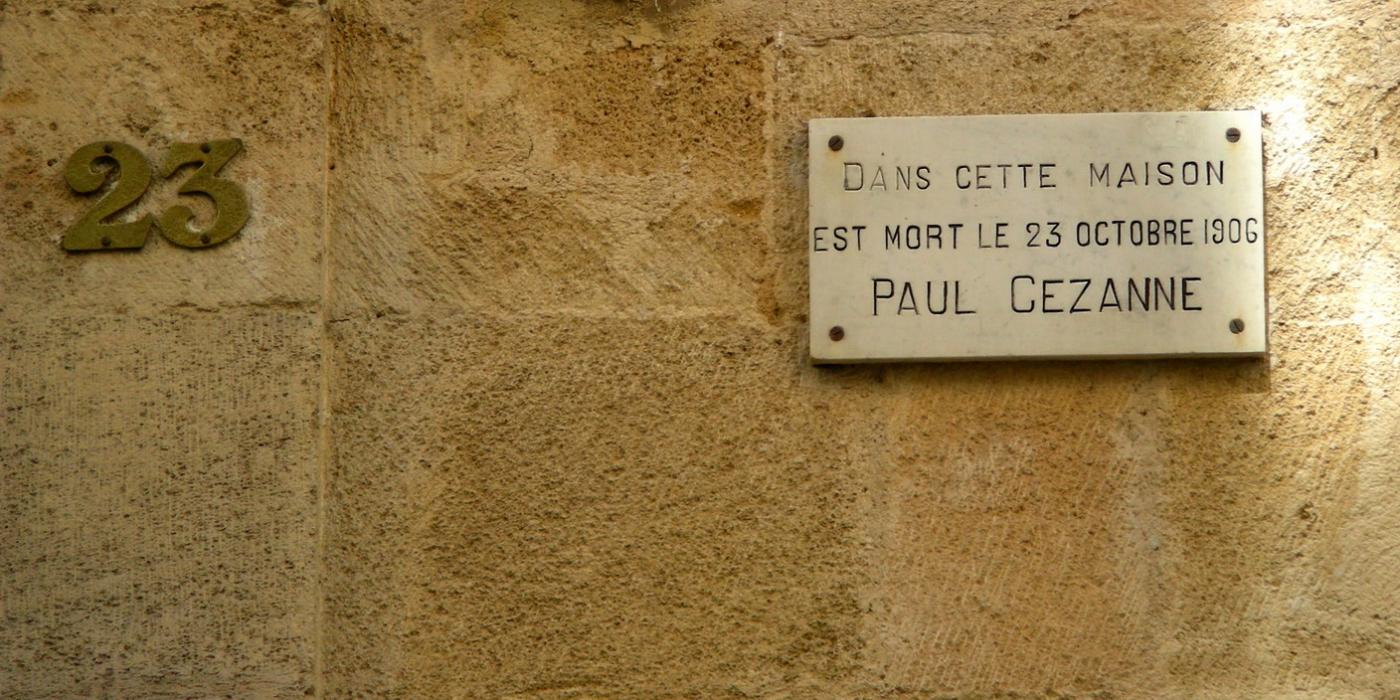 23
DANS CETTE MAISON
EST MORT LE 23 OCTOBRE 1906
PAUL CEZANNE